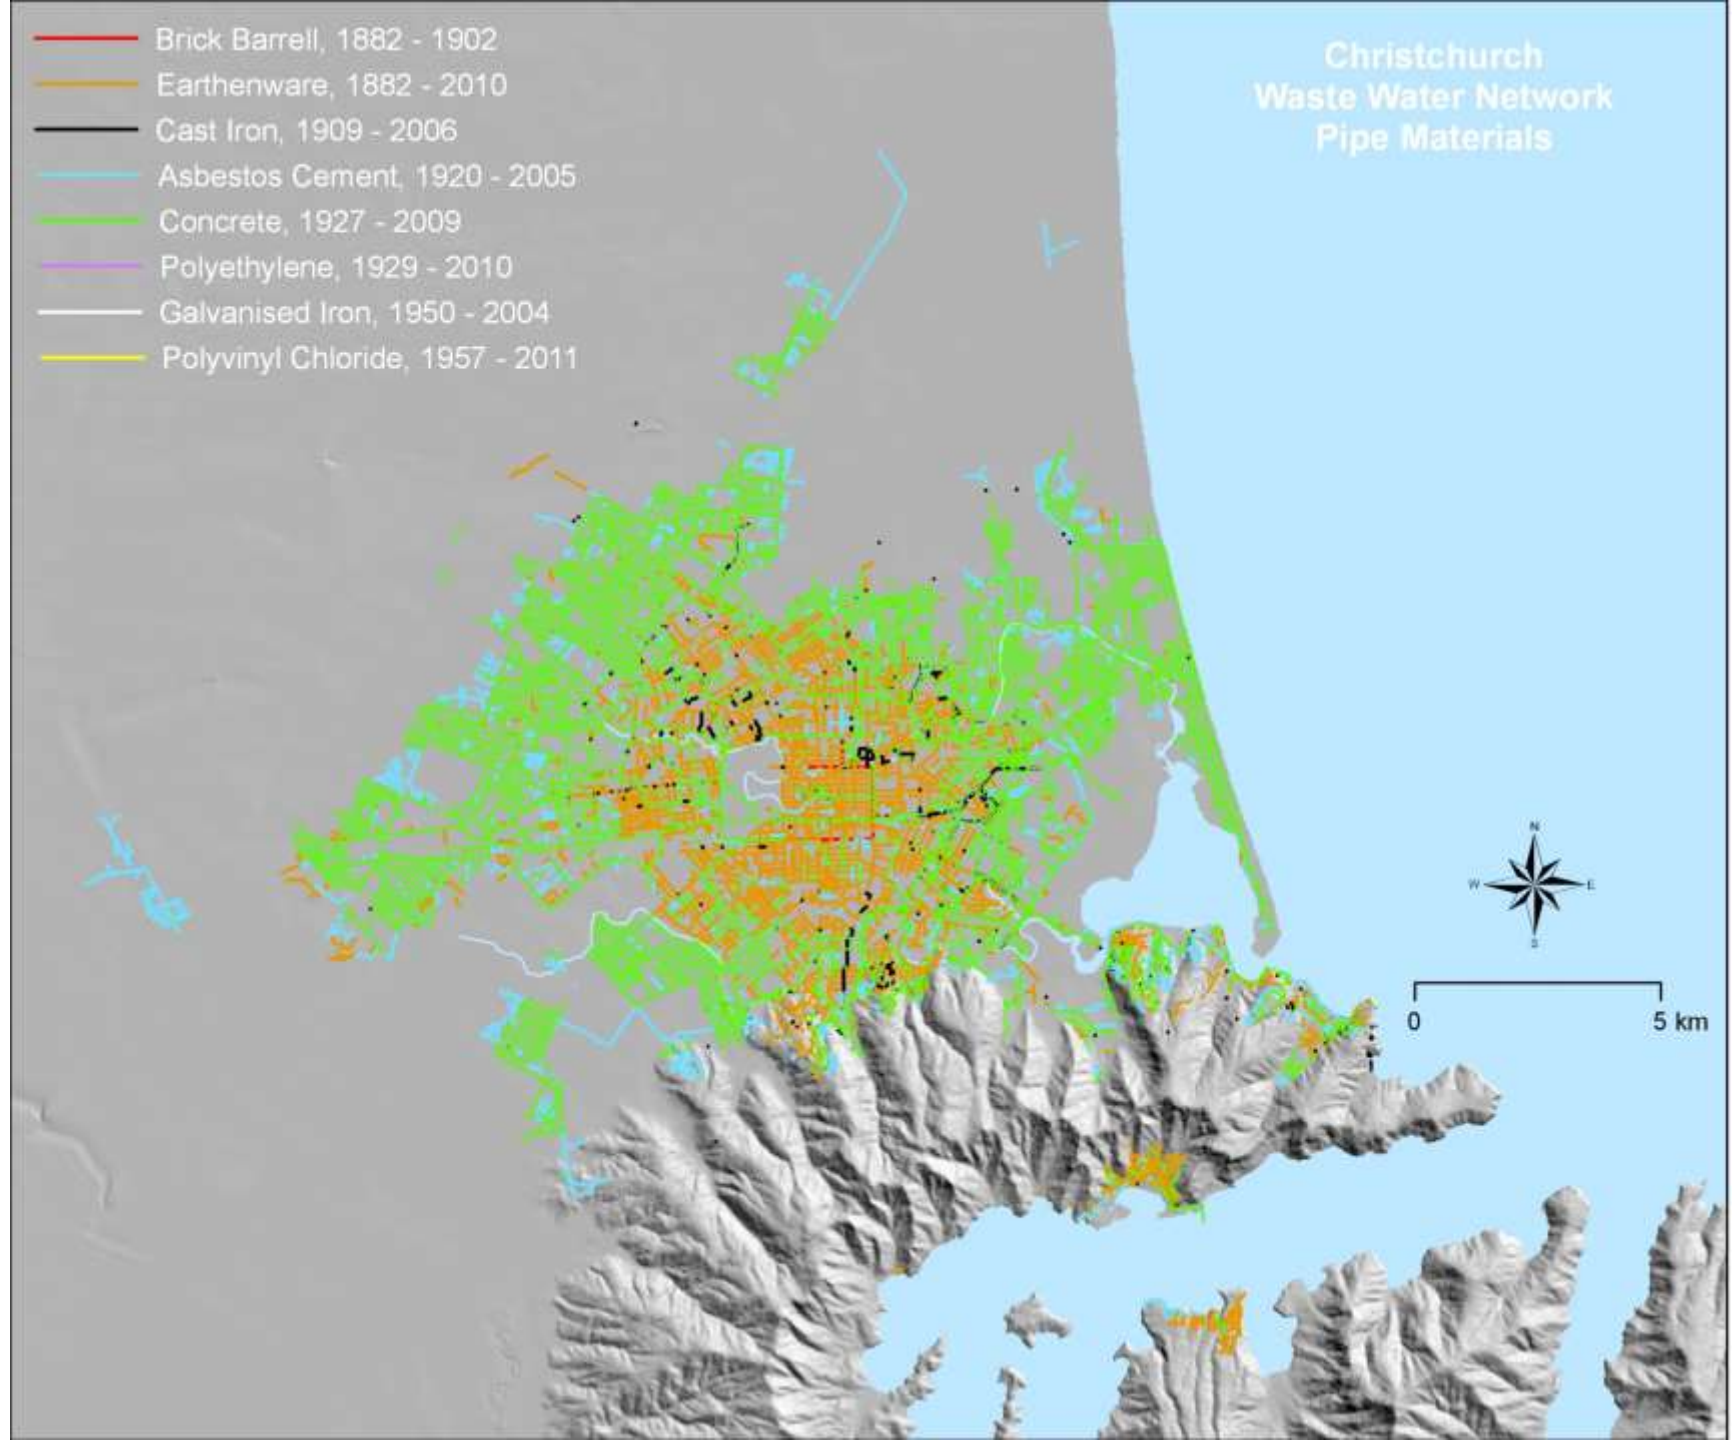 Brick Barrell, 1882 - 1902
Earthenware, 1882 - 2010
Cast Iron, 1909 - 2006
Asbestos Cement, 1920 - 2005
Concrete, 1927 - 2009
Polyethylene, 1929 - 2010
Galvanised Iron, 1950 - 2004
Polyvinyl Chloride, 1957 - 2011
Christchurch
Waste Water Network
Pipe Materials
N
W E
S
0 5 km